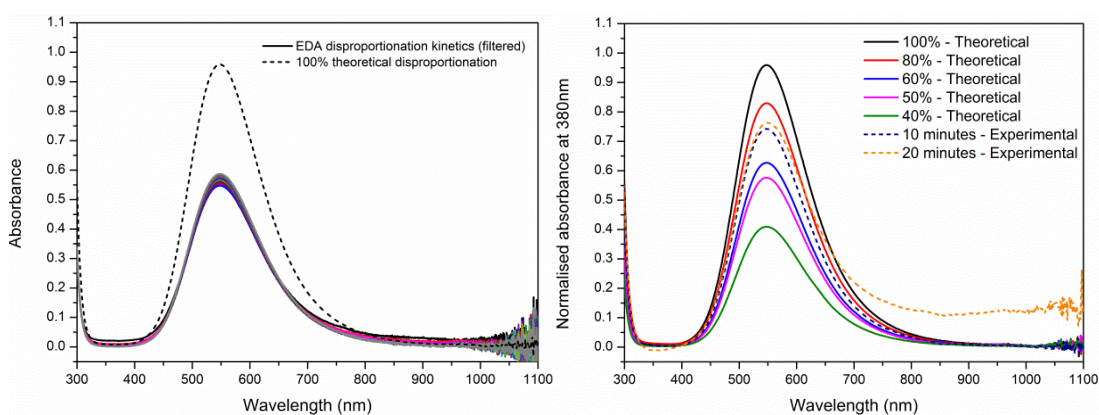 1.1
1.0
0.9
0.8
0.7
0.6
0.5
0.4
0.3
0.2
0.1
0.0
Absorbance
EDA disproportionation kinetics (filtered)
100% theoretical disproportionation
300 400 500 600 700 800 900 1000 1100
Wavelength (nm)
1.1
1.0
0.9
0.8
0.7
0.6
0.5
0.4
0.3
0.2
0.1
0.0
Normalised absorbance at 380nm
100% - Theoretical
80% - Theoretical
60% - Theoretical
50% - Theoretical
40% - Theoretical
10 minutes - Experimental
20 minutes - Experimental
300 400 500 600 700 800 900 1000 1100
Wavelength (nm)